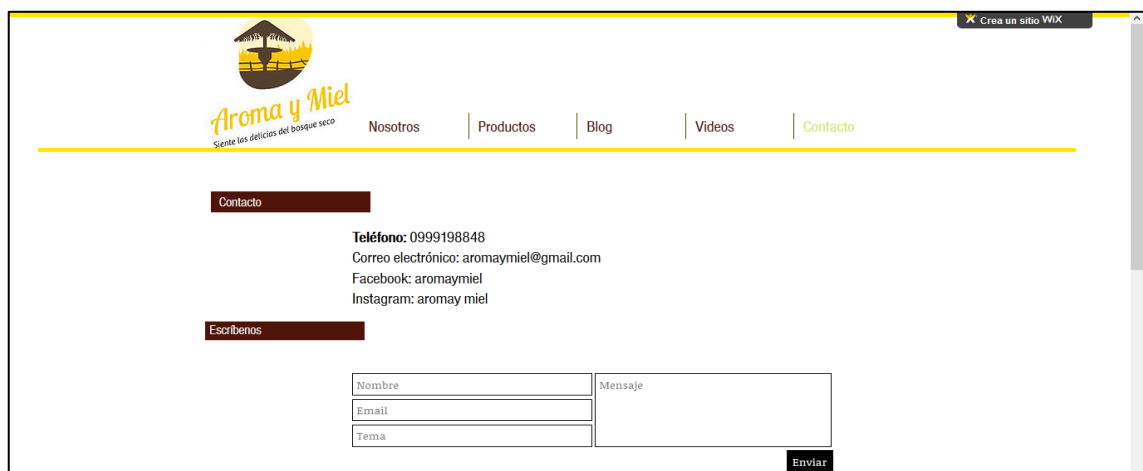 Crea un sitio WiX
Aroma y Miel
Siente las delicias del bosque seco
Nosotros
Productos
Blog
Videos
Contacto
Contacto
Teléfono: 0999198848
Correo electrónico: aromaymiel@gmail.com
Facebook: aromaymiel
Instagram: aromay miel
Escríbenos
Nombre
Mensaje
Email
Tema
Enviar